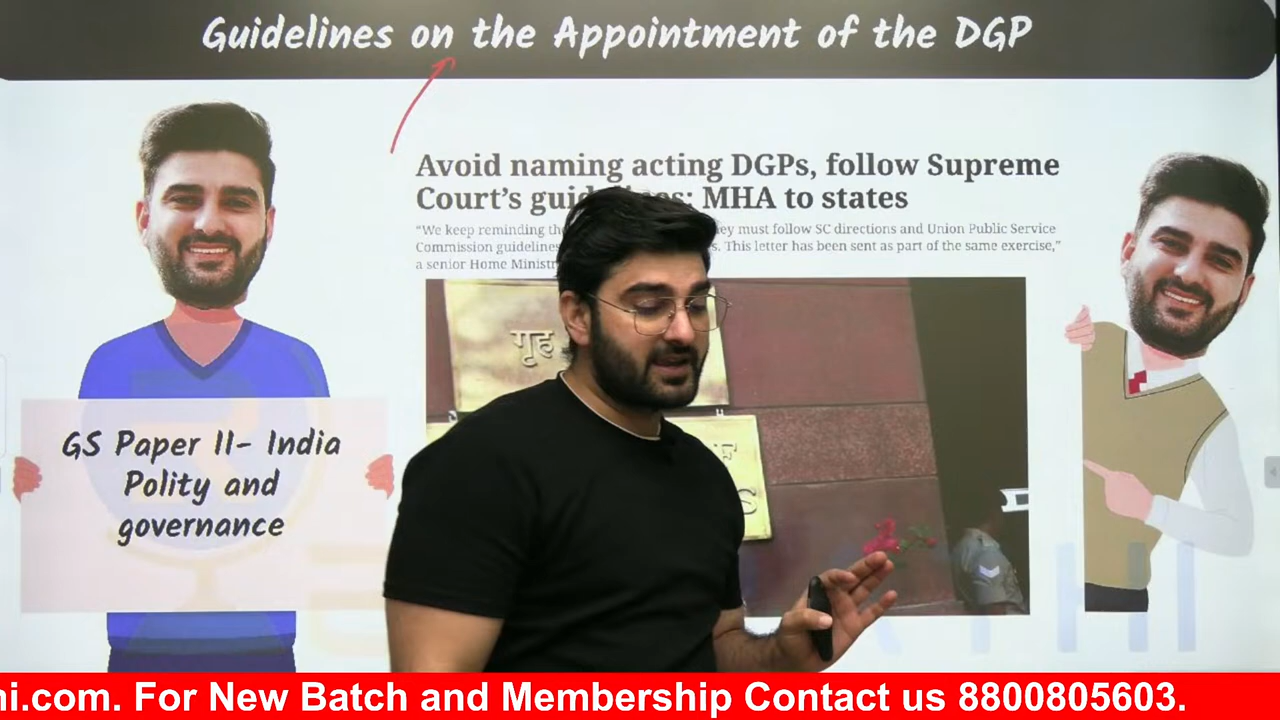 Guidelines on the Appointment of the DGP
Avoid naming acting DGPs, follow Supreme
Court's guidelines: MHA to states
"We keep reminding the ey must follow SC directions and Union Public Service
Commission guidelines s. This letter has been sent as part of the same exercise,"
a senior Home Ministr
गृह
GS Paper II- India
Polity and
governance
S
hi.com. For New Batch and Membership Contact us 8800805603.